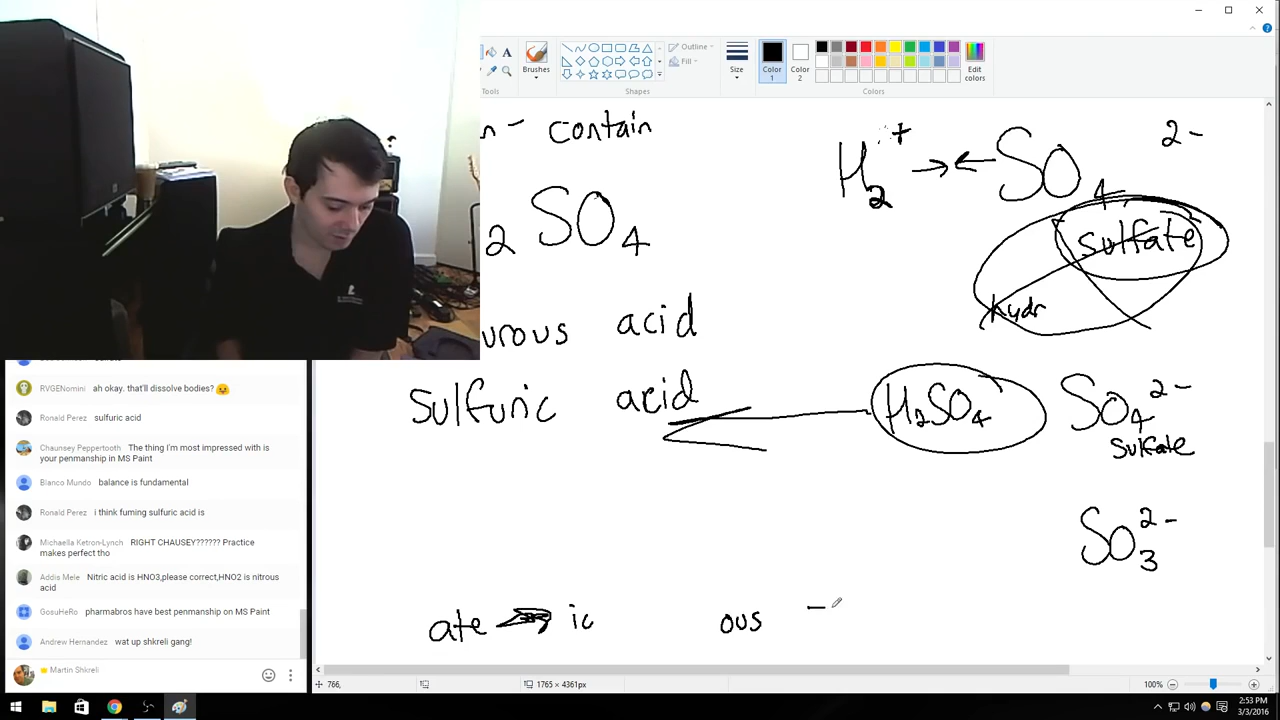 Tools
Brushes
Shapes
Outline
Fill
Size
Color 1
Color 2
Edit colors
Colors
n- contain
H2+ → ← SO4 2-
2 SO4
sulfate
hydr
urous acid
sulfuric acid
H2SO4
SO4 2-
sulfate
SO3 2-
ate ic ous -
RVGENomini ah okay. that'll dissolve bodies?
Ronald Perez sulfuric acid
Chaunsey Peppertooth The thing I'm most impressed with is
your penmanship in MS Paint
Blanco Mundo balance is fundamental
Ronald Perez i think fuming sulfuric acid is
Michaella Ketron-Lynch RIGHT CHAUSEY?????? Practice
makes perfect tho
Addis Mele Nitric acid is HNO3,please correct,HNO2 is nitrous
acid
GosuHeRo pharmabros have best penmanship on MS Paint
Andrew Hernandez wat up shkreli gang!
Martin Shkreli
766,
1765 × 4361px
100%
2:53 PM
3/3/2016